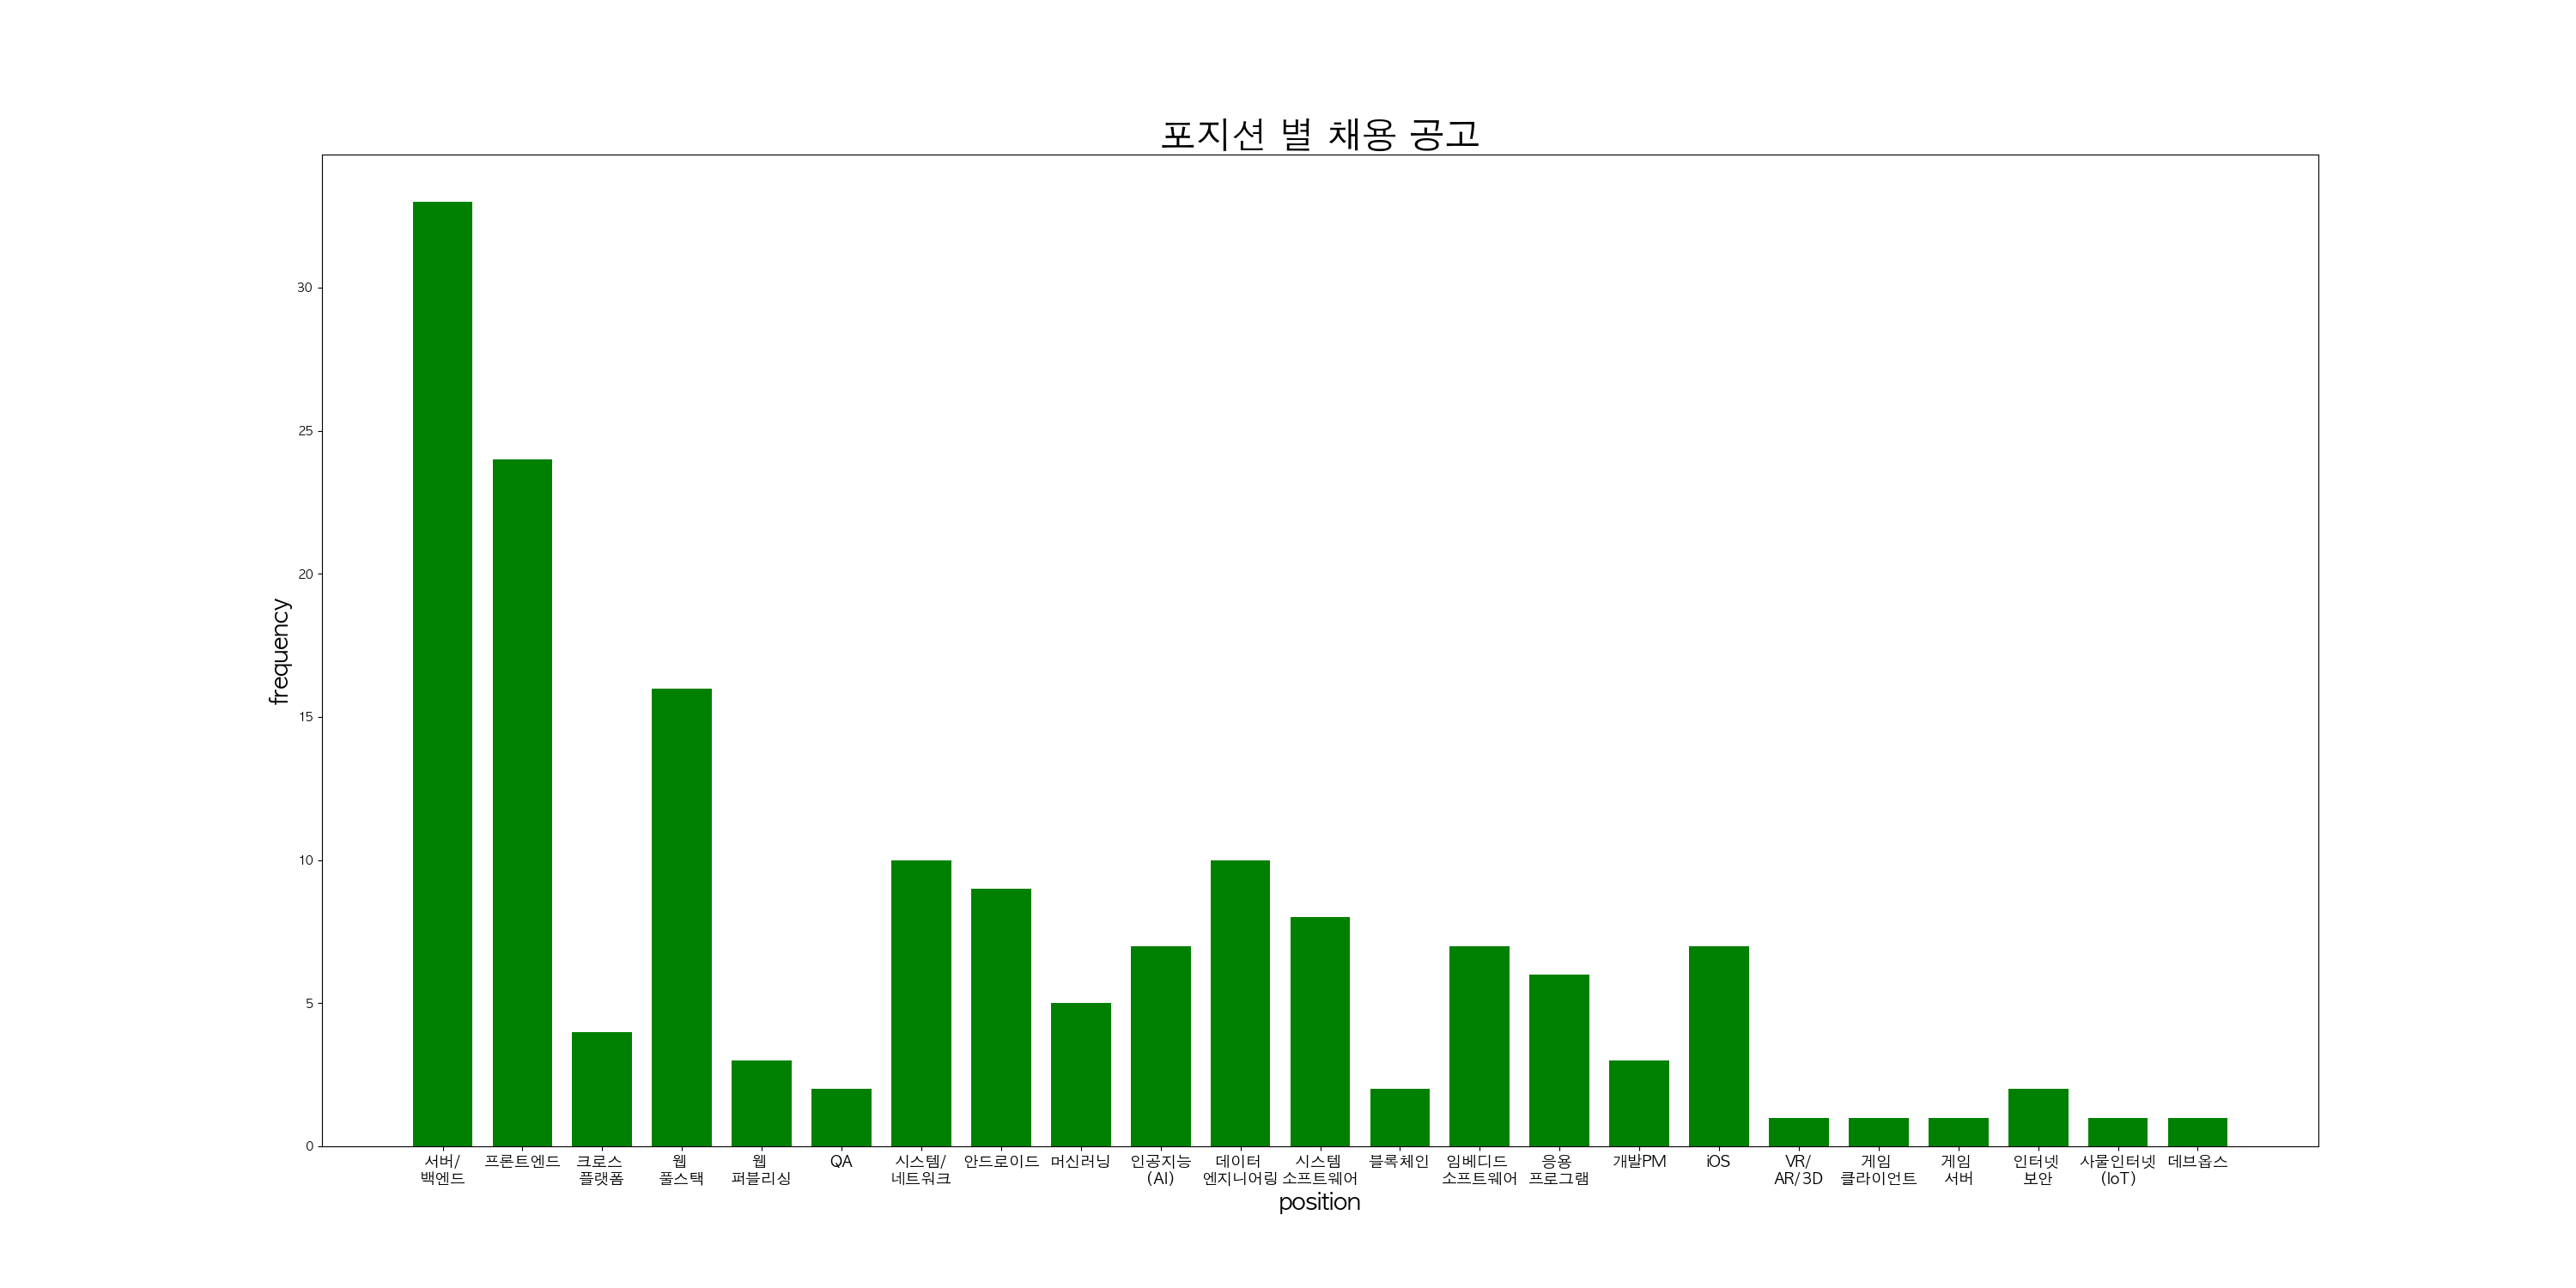 포지션 별 채용 공고
frequency
30
25
20
15
10
5
0
서버/
백엔드
프론트엔드
크로스
플랫폼
웹
풀스택
웹
퍼블리싱
QA
시스템/
네트워크
안드로이드
머신러닝
인공지능
(AI)
데이터
엔지니어링
시스템
소프트웨어
블록체인
임베디드
소프트웨어
응용
프로그램
개발PM
iOS
VR/
AR/3D
게임
클라이언트
게임
서버
인터넷
보안
사물인터넷
(IoT)
데브옵스
position